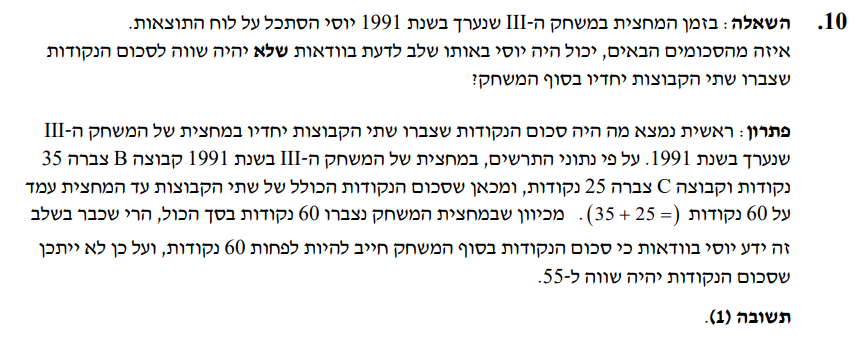 10. השאלה: בזמן המחצית במשחק ה-III שנערך בשנת 1991 יוסי הסתכל על לוח התוצאות.
איזה מהסכומים הבאים, יכול היה יוסי באותו שלב לדעת בוודאות שלא יהיה שווה לסכום הנקודות
שצברו שתי הקבוצות יחדיו בסוף המשחק?
פתרון: ראשית נמצא מה היה סכום הנקודות שצברו שתי הקבוצות יחדיו במחצית של המשחק ה-III
שנערך בשנת 1991. על פי נתוני התרשים, במחצית של המשחק ה-III בשנת 1991 קבוצה B צברה 35
נקודות וקבוצה C צברה 25 נקודות, ומכאן שסכום הנקודות הכולל של שתי הקבוצות עד המחצית עמד
על 60 נקודות (= 25 + 35). מכיוון שבמחצית המשחק נצברו 60 נקודות בסך הכול, הרי שכבר בשלב
זה ידע יוסי בוודאות כי סכום הנקודות בסוף המשחק חייב להיות לפחות 60 נקודות, ועל כן לא ייתכן
שסכום הנקודות יהיה שווה ל-55.
תשובה (1).